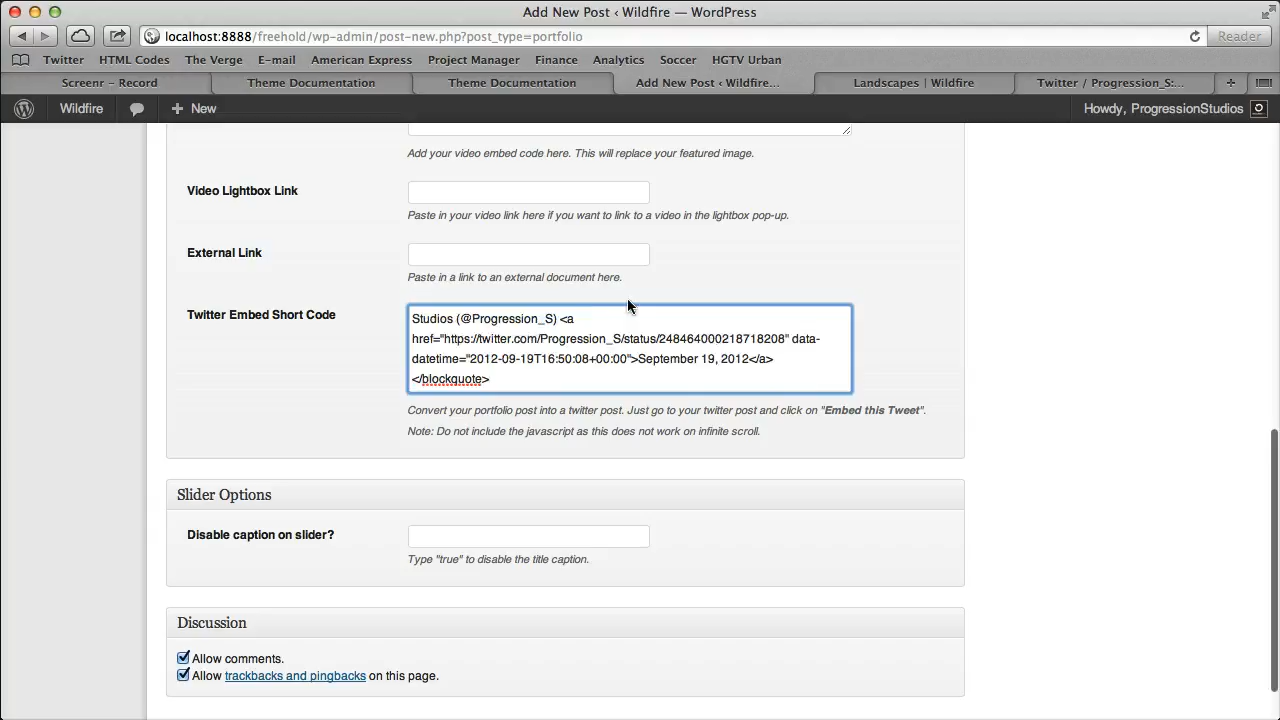 Add New Post ‹ Wildfire — WordPress
localhost:8888/freehold/wp-admin/post-new.php?post_type=portfolio
Reader
Twitter HTML Codes The Verge E-mail American Express Project Manager Finance Analytics Soccer HGTV Urban
Screenr – Record Theme Documentation Theme Documentation Add New Post ‹ Wildfire... Landscapes | Wildfire Twitter / Progression_S:...
Wildfire + New Howdy, ProgressionStudios
Add your video embed code here. This will replace your featured image.
Video Lightbox Link
Paste in your video link here if you want to link to a video in the lightbox pop-up.
External Link
Paste in a link to an external document here.
Twitter Embed Short Code
Studios (@Progression_S) <a
href="https://twitter.com/Progression_S/status/248464000218718208" data-
datetime="2012-09-19T16:50:08+00:00">September 19, 2012</a>
</blockquote>
Convert your portfolio post into a twitter post. Just go to your twitter post and click on "Embed this Tweet".
Note: Do not include the javascript as this does not work on infinite scroll.
Slider Options
Disable caption on slider?
Type "true" to disable the title caption.
Discussion
Allow comments.
Allow trackbacks and pingbacks on this page.